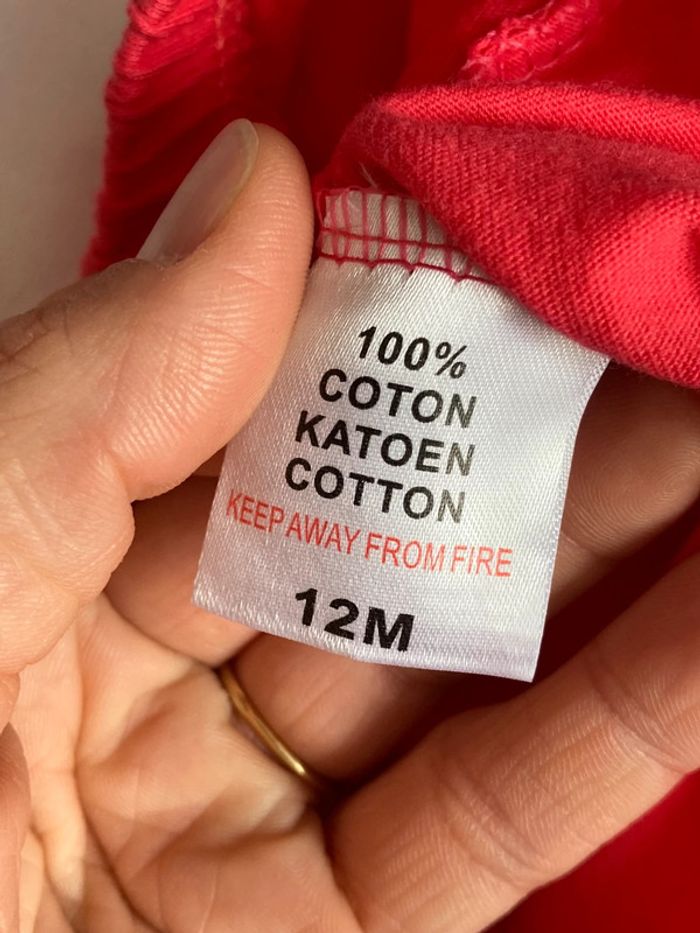 100%
COTON
KATOEN
COTTON
KEEP AWAY FROM FIRE
12M